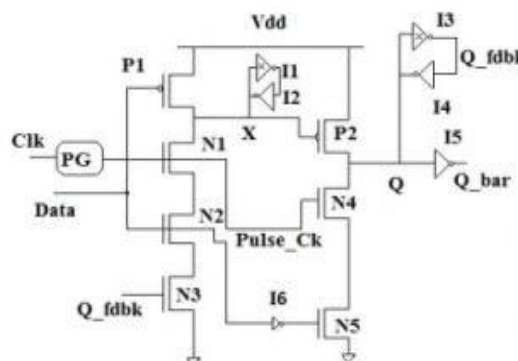 Vdd
I3
P1
I1
Q_fdbk
I2
X
P2
I4
Clk
PG
N1
I5
Q
Q_bar
Data
N2
N4
Pulse_Ck
Q_fdbk
N3
I6
N5